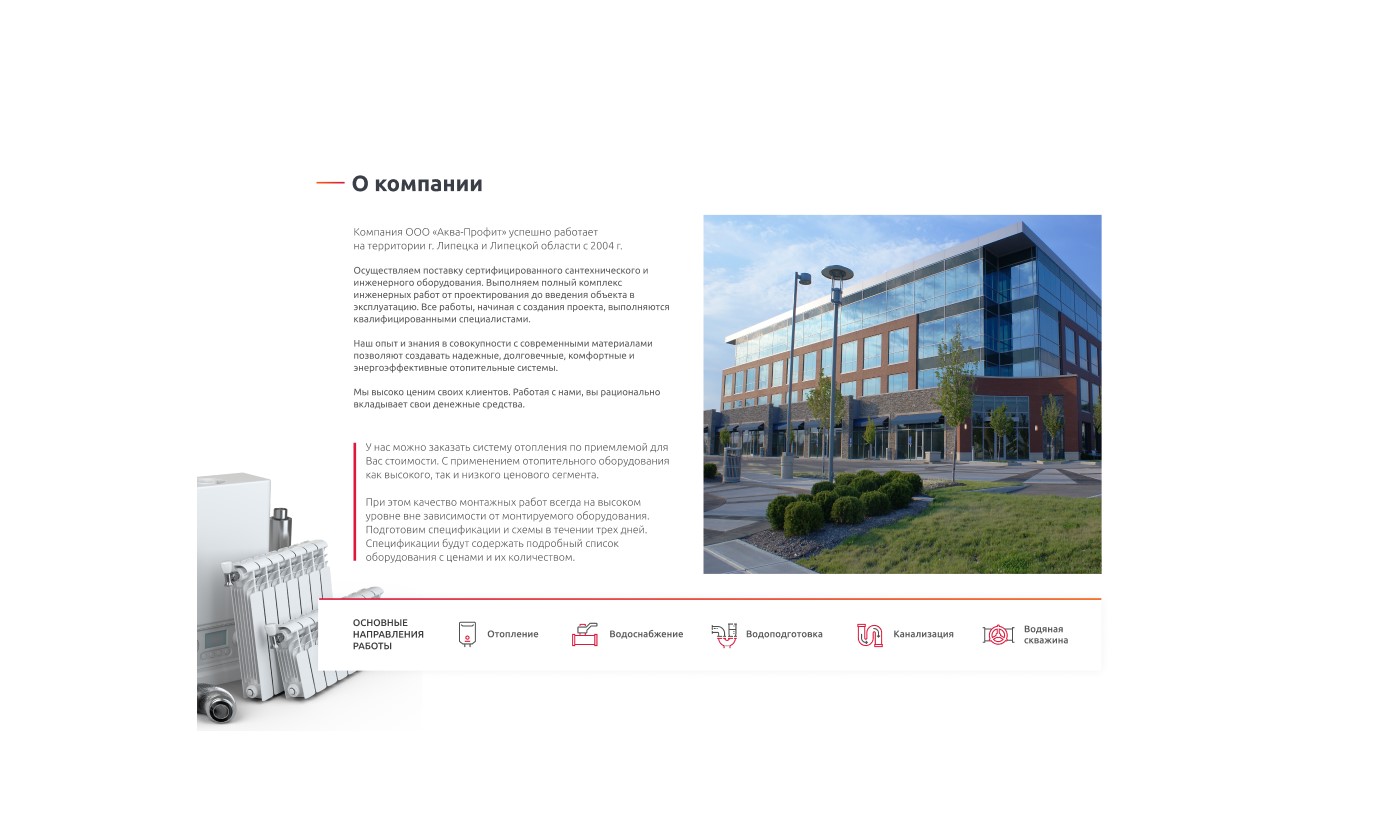 О компании
Компания ООО «Аква-Профит» успешно работает
на территории г. Липецка и Липецкой области с 2004 г.
Осуществляем поставку сертифицированного сантехнического и
инженерного оборудования. Выполняем полный комплекс
инженерных работ от проектирования до введения объекта в
эксплуатацию. Все работы, начиная с создания проекта, выполняются
квалифицированными специалистами.
Наш опыт и знания в совокупности с современными материалами
позволяют создавать надежные, долговечные, комфортные и
энергоэффективные отопительные системы.
Мы высоко ценим своих клиентов. Работая с нами, вы рационально
вкладывает свои денежные средства.
У нас можно заказать систему отопления по приемлемой для
Вас стоимости. С применением отопительного оборудования
как высокого, так и низкого ценового сегмента.
При этом качество монтажных работ всегда на высоком
уровне вне зависимости от монтируемого оборудования.
Подготовим спецификации и схемы в течении трех дней.
Спецификации будут содержать подробный список
оборудования с ценами и их количеством.
ОСНОВНЫЕ
НАПРАВЛЕНИЯ
РАБОТЫ
Отопление
Водоснабжение
Водоподготовка
Канализация
Водяная
скважина